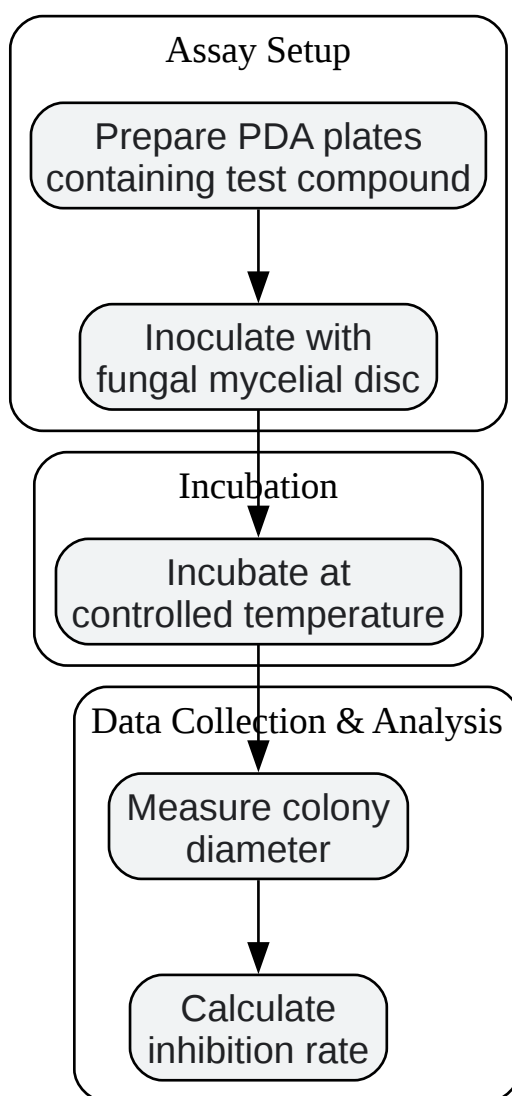 Assay Setup
Prepare PDA plates
containing test compound
Inoculate with
fungal mycelial disc
Incubation
Incubate at
controlled temperature
Data Collection & Analysis
Measure colony
diameter
Calculate
inhibition rate